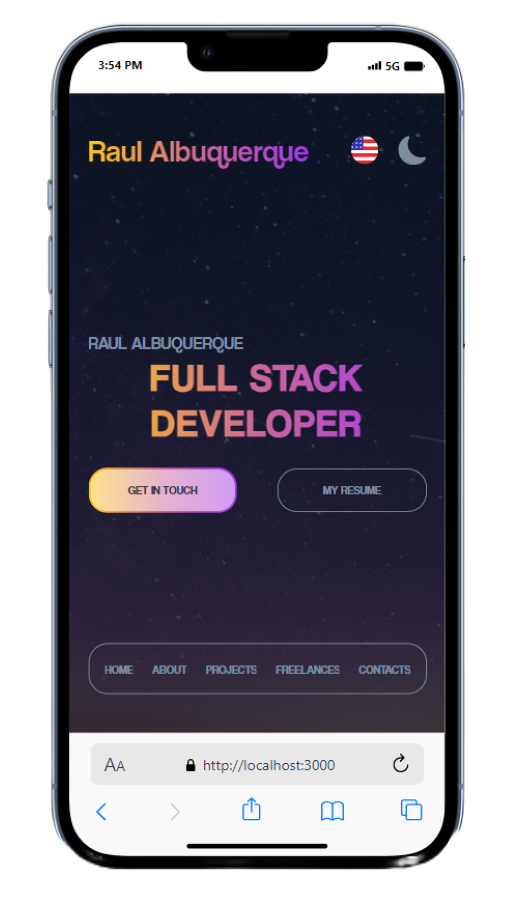 3:54 PM 5G
Raul Albuquerque
RAUL ALBUQUERQUE
FULL STACK
DEVELOPER
GET IN TOUCH MY RESUME
HOME ABOUT PROJECTS FREELANCES CONTACTS
AA http://localhost:3000